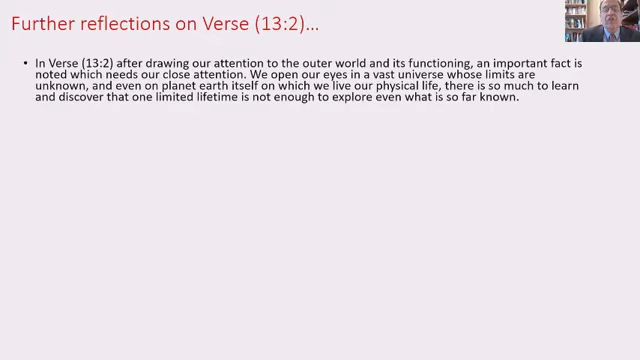 Further reflections on Verse (13:2)…
• In Verse (13:2) after drawing our attention to the outer world and its functioning, an important fact is
noted which needs our close attention. We open our eyes in a vast universe whose limits are
unknown, and even on planet earth itself on which we live our physical life, there is so much to learn
and discover that one limited lifetime is not enough to explore even what is so far known.